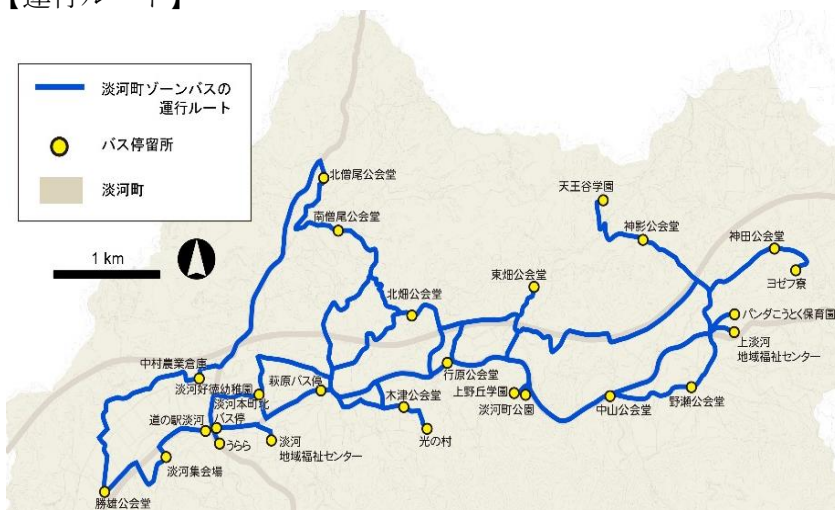 【運行ルート】
淡河町ゾーンバスの
運行ルート
バス停留所
淡河町
1 km
北僧尾公会堂
南僧尾公会堂
天王谷学園
神影公会堂
神田公会堂
ヨゼフ寮
東畑公会堂
北畑公会堂
パンダこうとく保育園
上淡河
地域福祉センター
中村農業倉庫
淡河好徳幼稚園
萩原バス停
行原公会堂
上野丘学園
淡河町公園
木津公会堂
中山公会堂
野瀬公会堂
淡河本町北
バス停
道の駅淡河
うらら
淡河
地域福祉センター
光の村
淡河集会場
勝雄公会堂